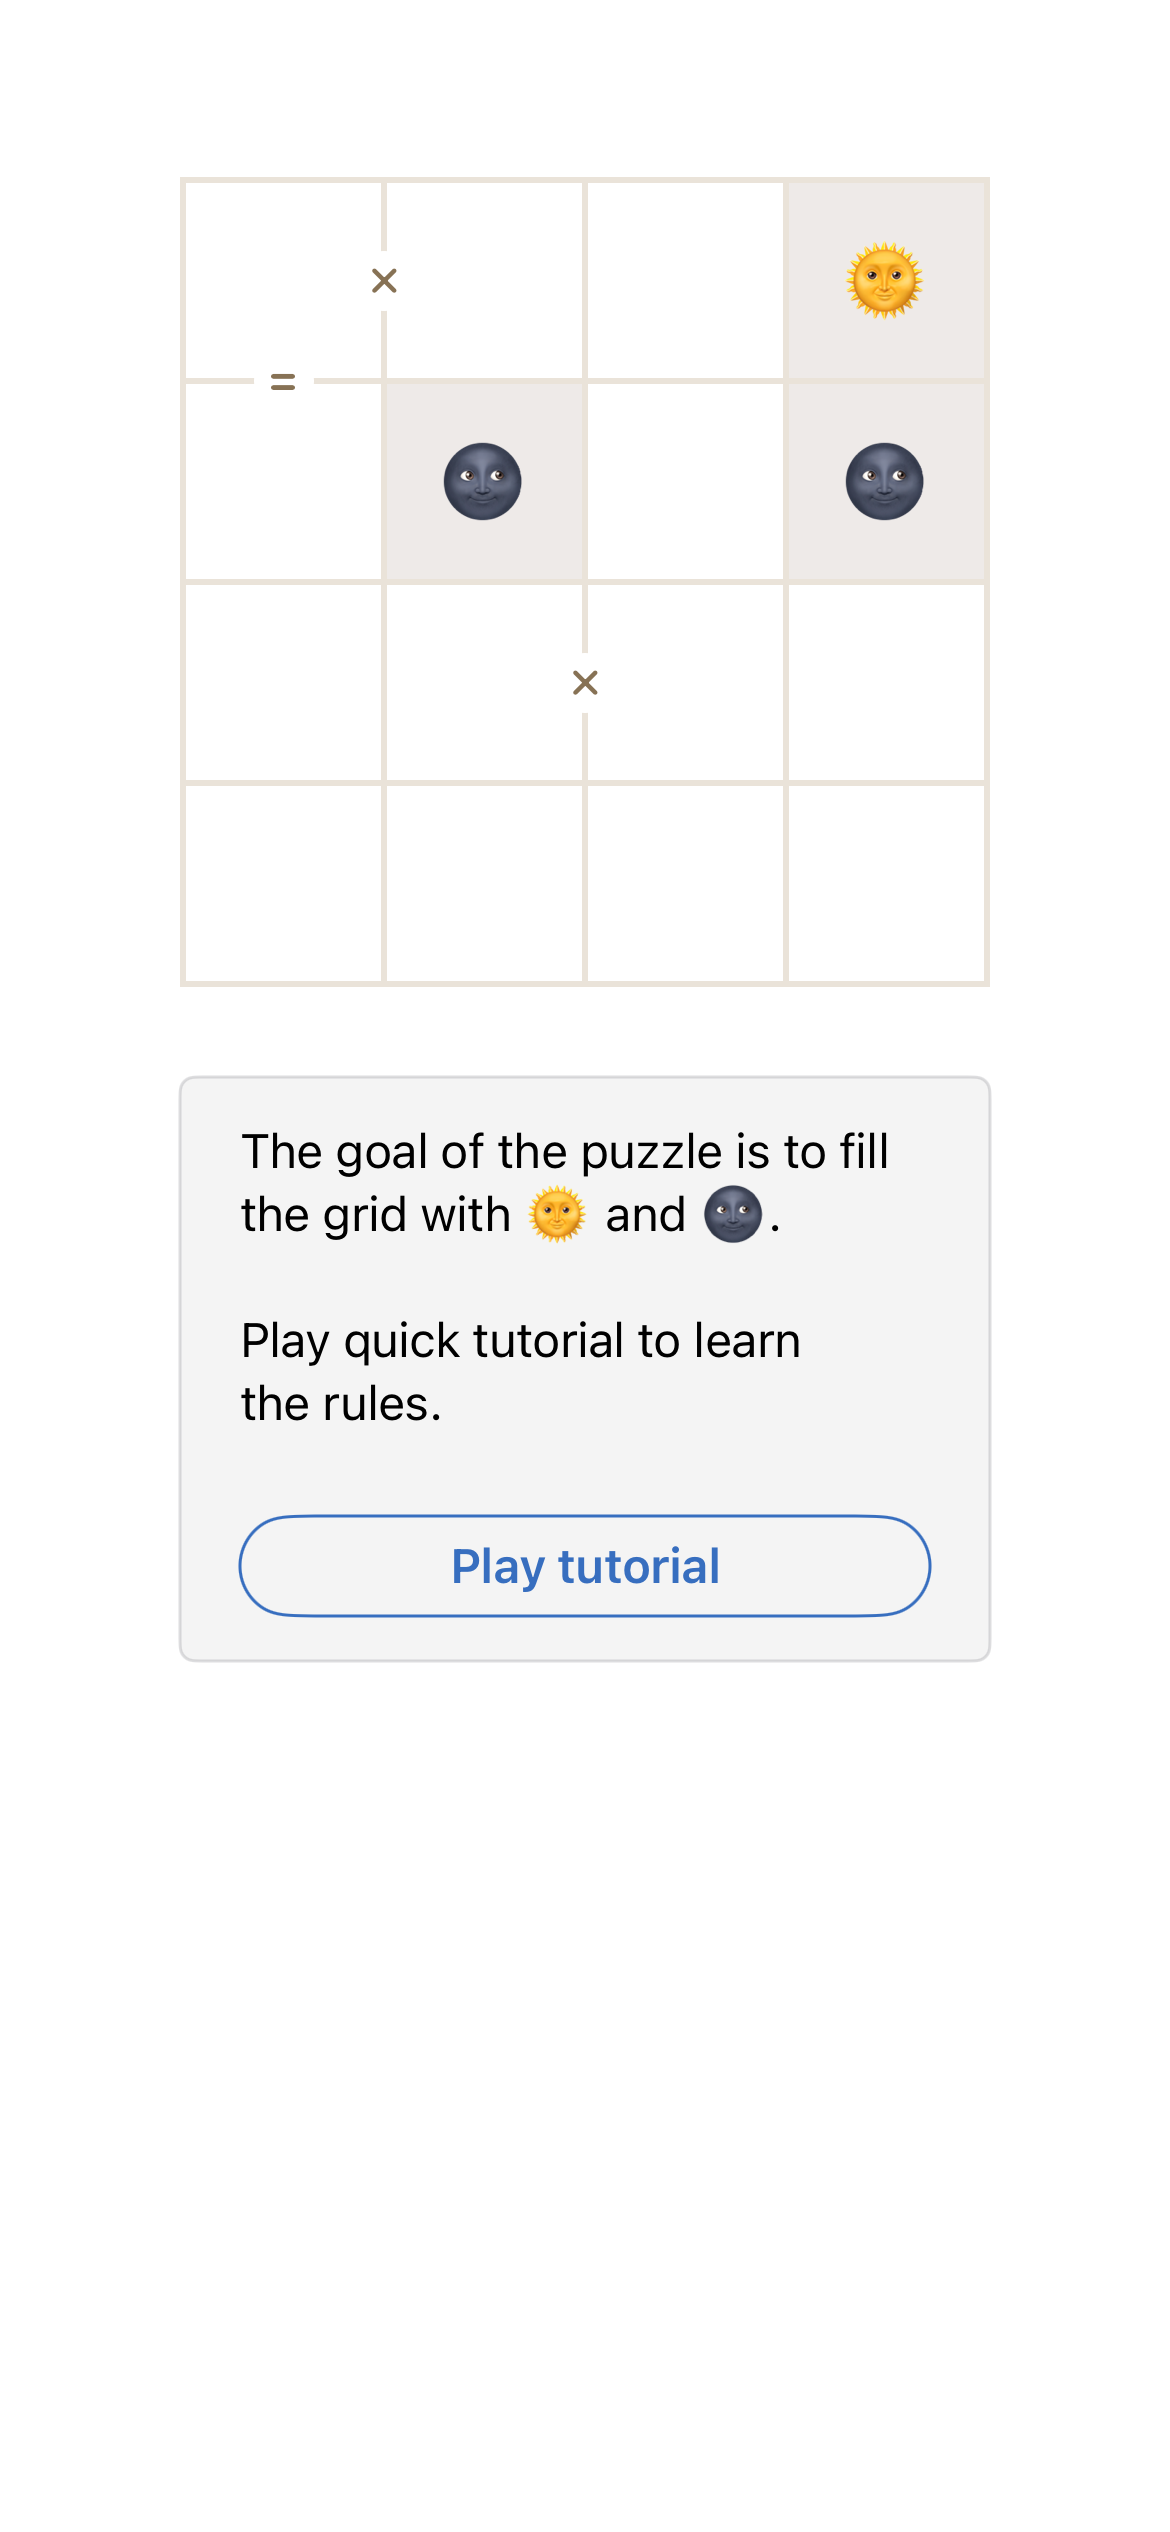 ×
=
×
The goal of the puzzle is to fill
the grid with 🌞 and 🌚.
Play quick tutorial to learn
the rules.
Play tutorial